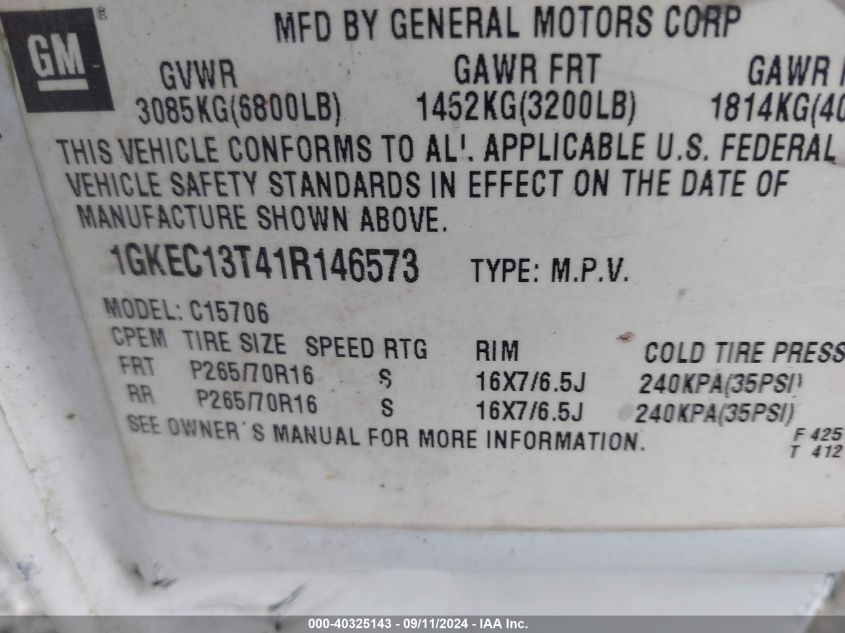 GM ®
MFD BY GENERAL MOTORS CORP
GVWR GAWR FRT GAWR
3085KG(6800LB) 1452KG(3200LB) 1814KG(40
THIS VEHICLE CONFORMS TO AL'. APPLICABLE U.S. FEDERAL
VEHICLE SAFETY STANDARDS IN EFFECT ON THE DATE OF
MANUFACTURE SHOWN ABOVE.
1GKEC13T41R146573 TYPE: M.P.V.
MODEL: C15706
CPEM TIRE SIZE SPEED RTG RIM COLD TIRE PRESS
FRT P265/70R16 S 16X7/6.5J 240KPA(35PSI)
RR P265/70R16 S 16X7/6.5J 240KPA(35PSI)
SEE OWNER'S MANUAL FOR MORE INFORMATION.
F 425
T 412
000-40325143 - 09/11/2024 - IAA Inc.